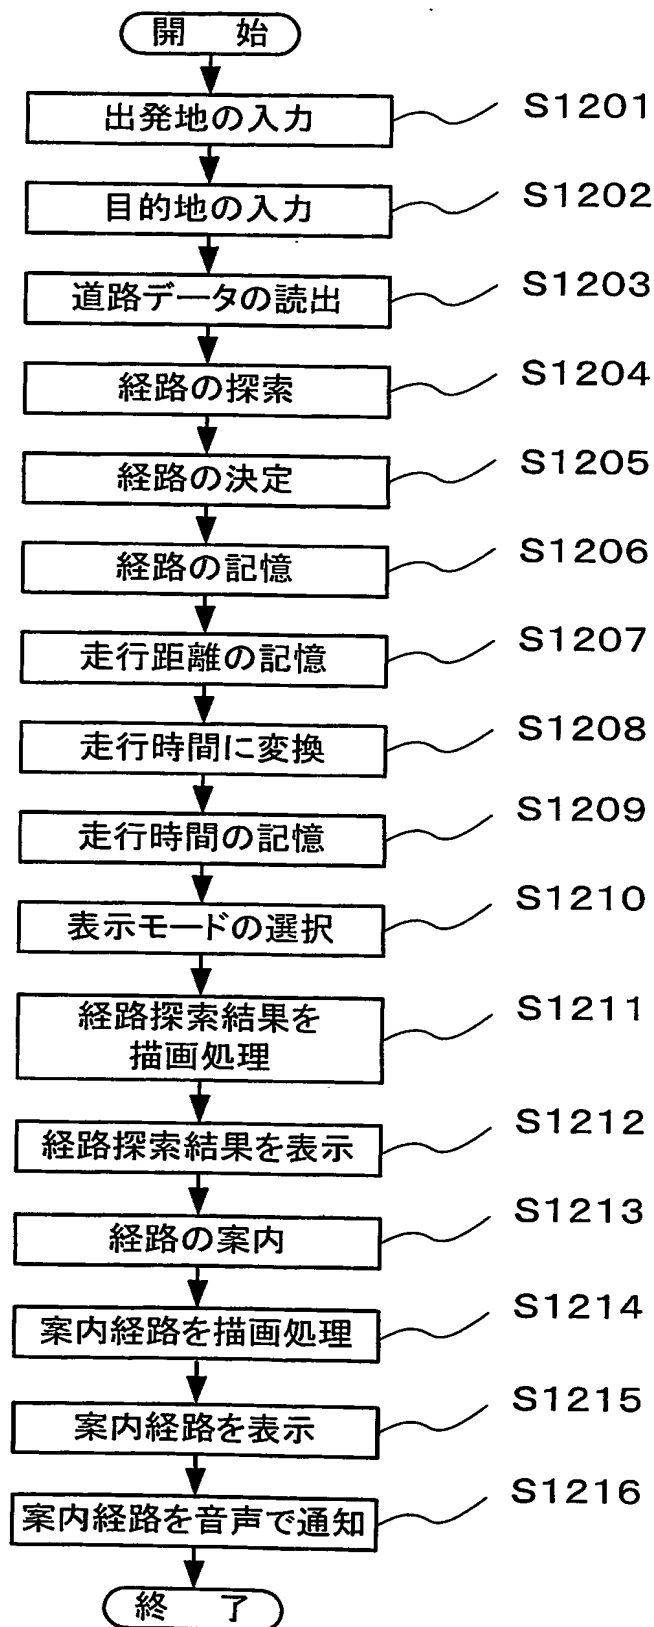 開 始
出発地の入力 S1201
目的地の入力 S1202
道路データの読出 S1203
経路の探索 S1204
経路の決定 S1205
経路の記憶 S1206
走行距離の記憶 S1207
走行時間に変換 S1208
走行時間の記憶 S1209
表示モードの選択 S1210
経路探索結果を S1211
描画処理
経路探索結果を表示 S1212
経路の案内 S1213
案内経路を描画処理 S1214
案内経路を表示 S1215
案内経路を音声で通知 S1216
終 了